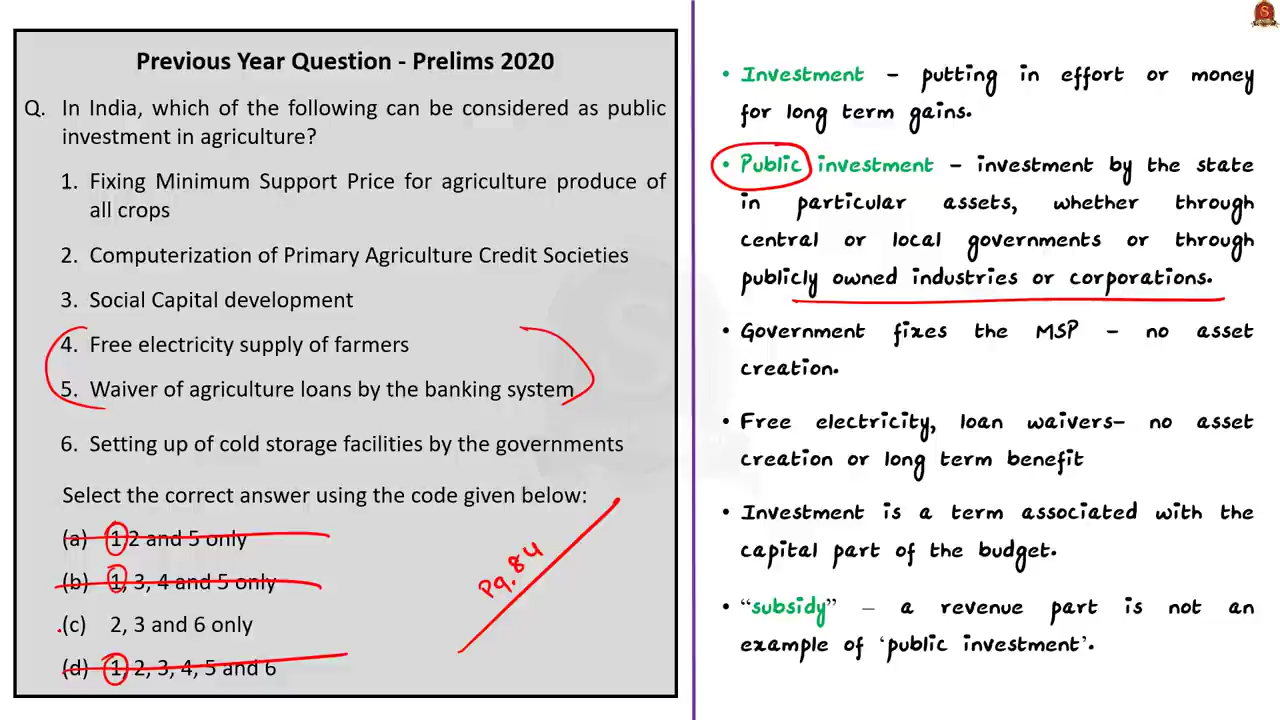 Previous Year Question - Prelims 2020
Q. In India, which of the following can be considered as public
investment in agriculture?
1. Fixing Minimum Support Price for agriculture produce of
all crops
2. Computerization of Primary Agriculture Credit Societies
3. Social Capital development
4. Free electricity supply of farmers
5. Waiver of agriculture loans by the banking system
6. Setting up of cold storage facilities by the governments
Select the correct answer using the code given below:
(a) 1,2 and 5 only
(b) 1, 3, 4 and 5 only
(c) 2, 3 and 6 only
(d) 1, 2, 3, 4, 5 and 6
Pg.84
• Investment – putting in effort or money
for long term gains.
• Public investment – investment by the state
in particular assets, whether through
central or local governments or through
publicly owned industries or corporations.
• Government fixes the MSP – no asset
creation.
• Free electricity, loan waivers– no asset
creation or long term benefit
• Investment is a term associated with the
capital part of the budget.
• “subsidy” – a revenue part is not an
example of ‘public investment’.